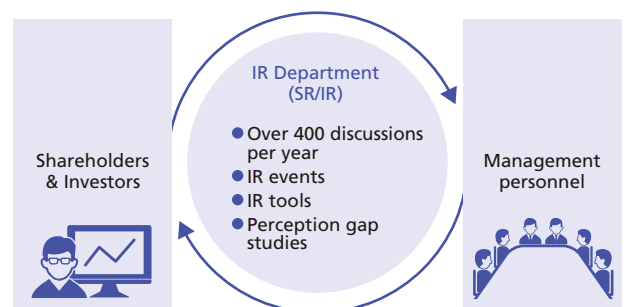 IR Department
(SR/IR)
● Over 400 discussions
per year
● IR events
● IR tools
● Perception gap
studies
Shareholders
& Investors
Management
personnel